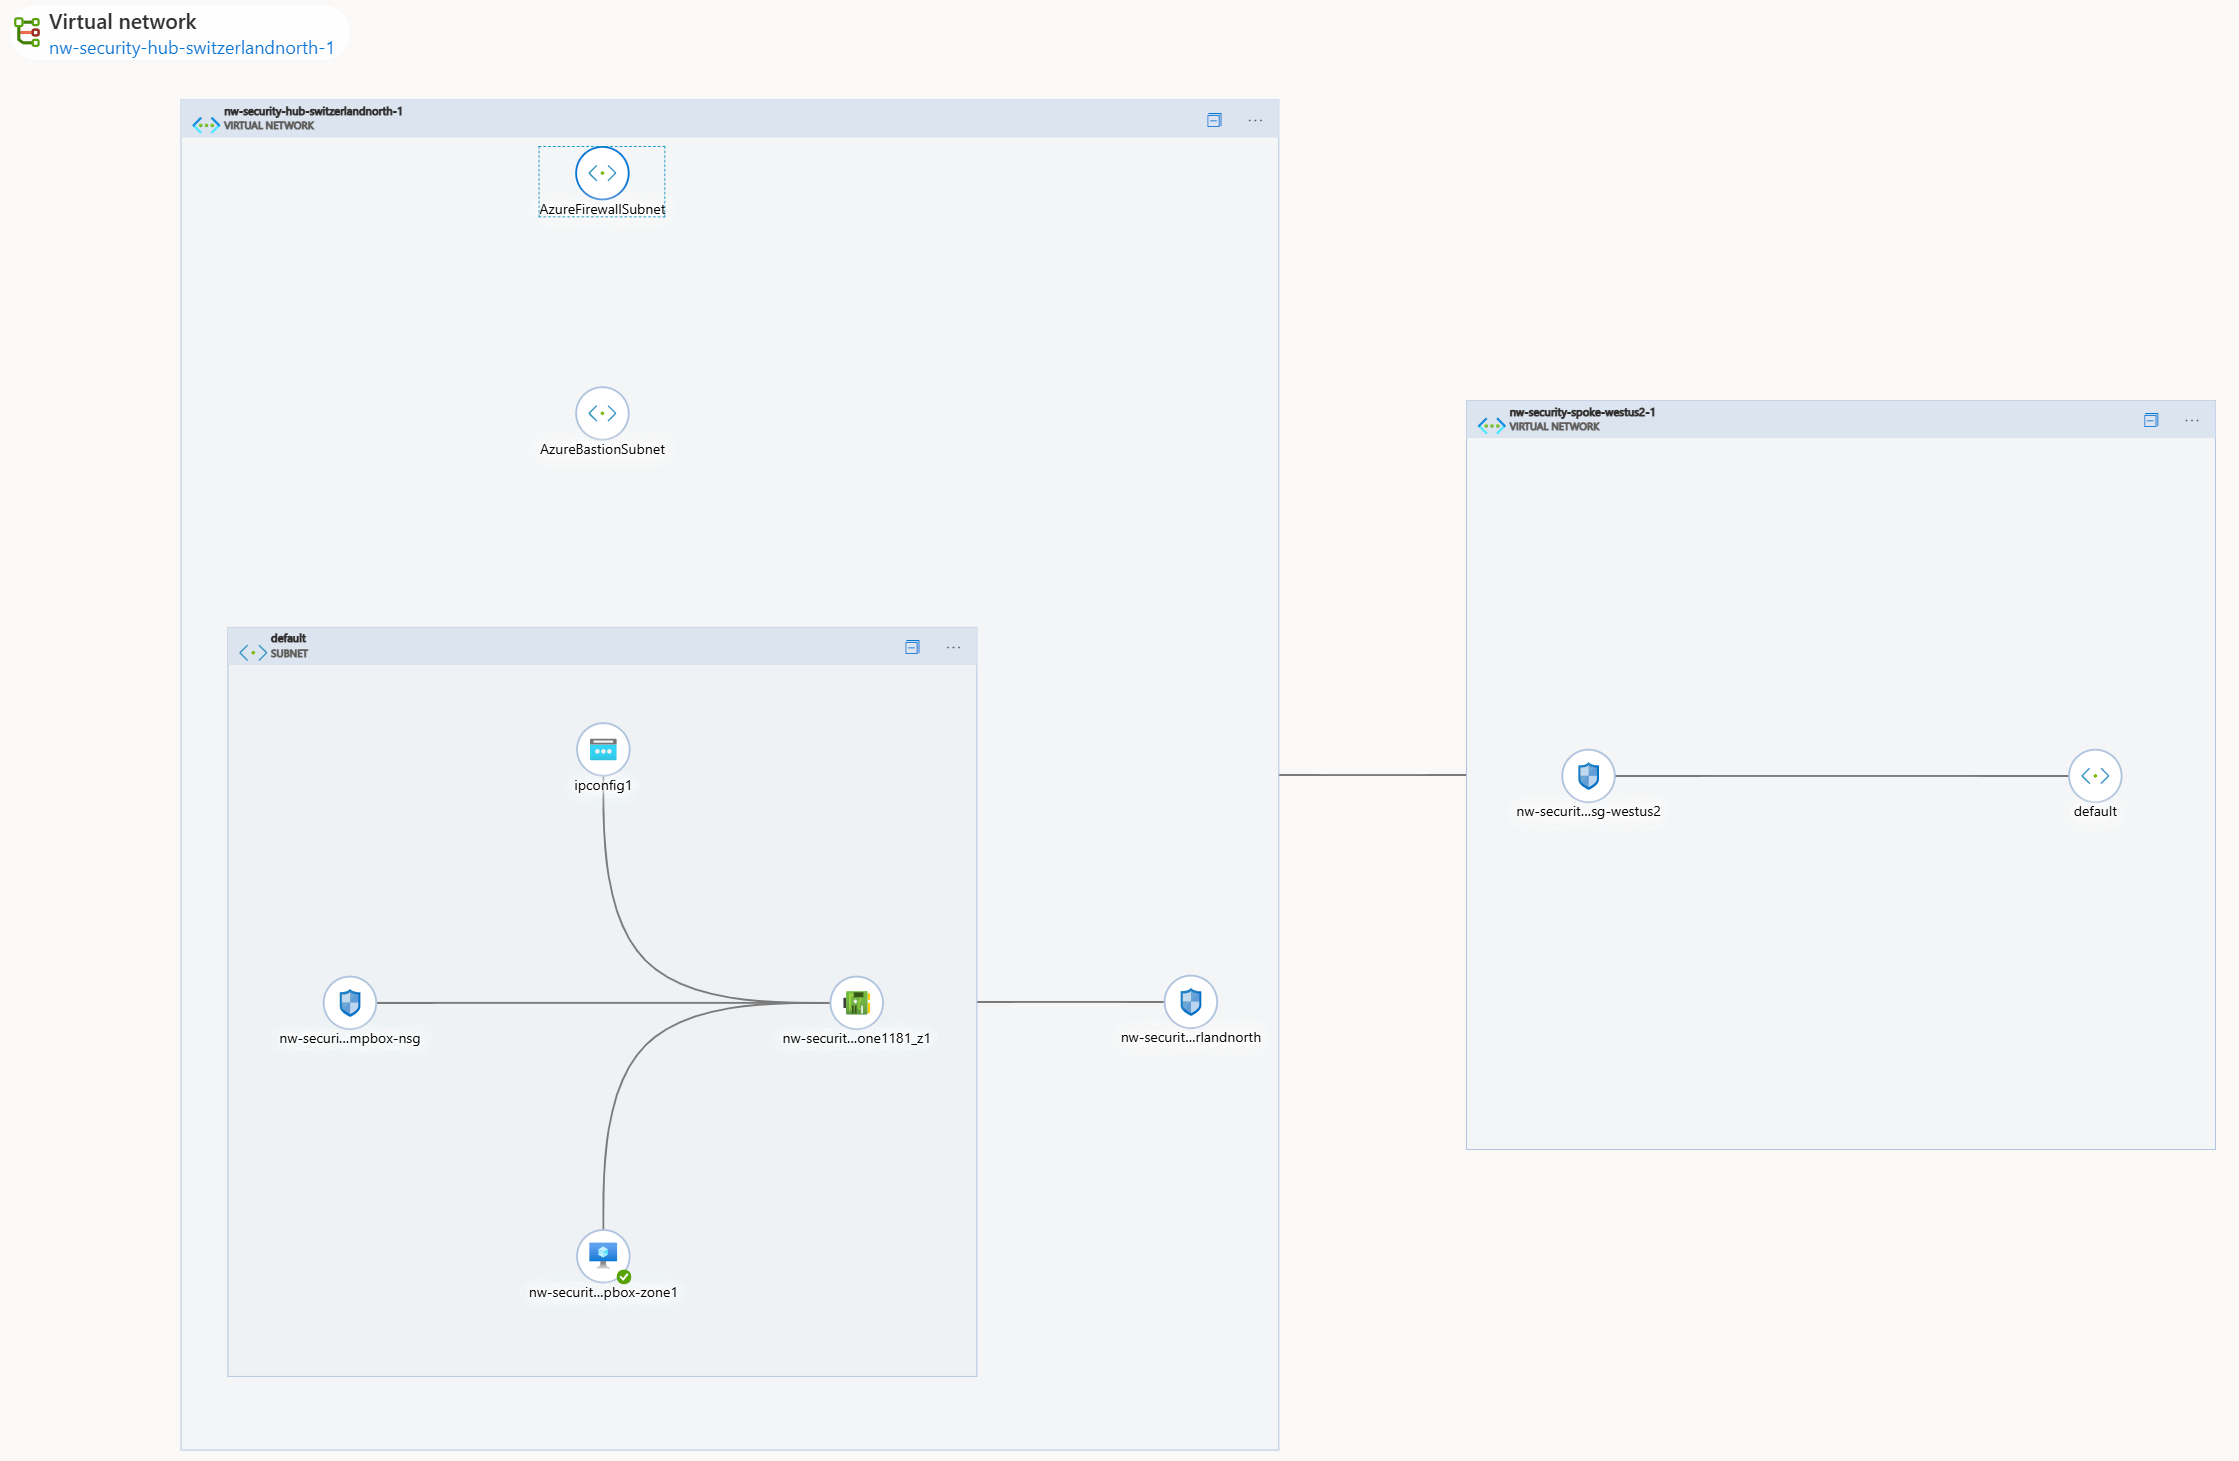 Virtual network
nw-security-hub-switzerlandnorth-1
nw-security-hub-switzerlandnorth-1
VIRTUAL NETWORK
AzureFirewallSubnet
AzureBastionSubnet
nw-security-spoke-westus2-1
VIRTUAL NETWORK
default
SUBNET
ipconfig1
nw-securit...sg-westus2
default
nw-securi...mpbox-nsg
nw-securit...one1181_z1
nw-securit...rlandnorth
nw-securit...pbox-zone1